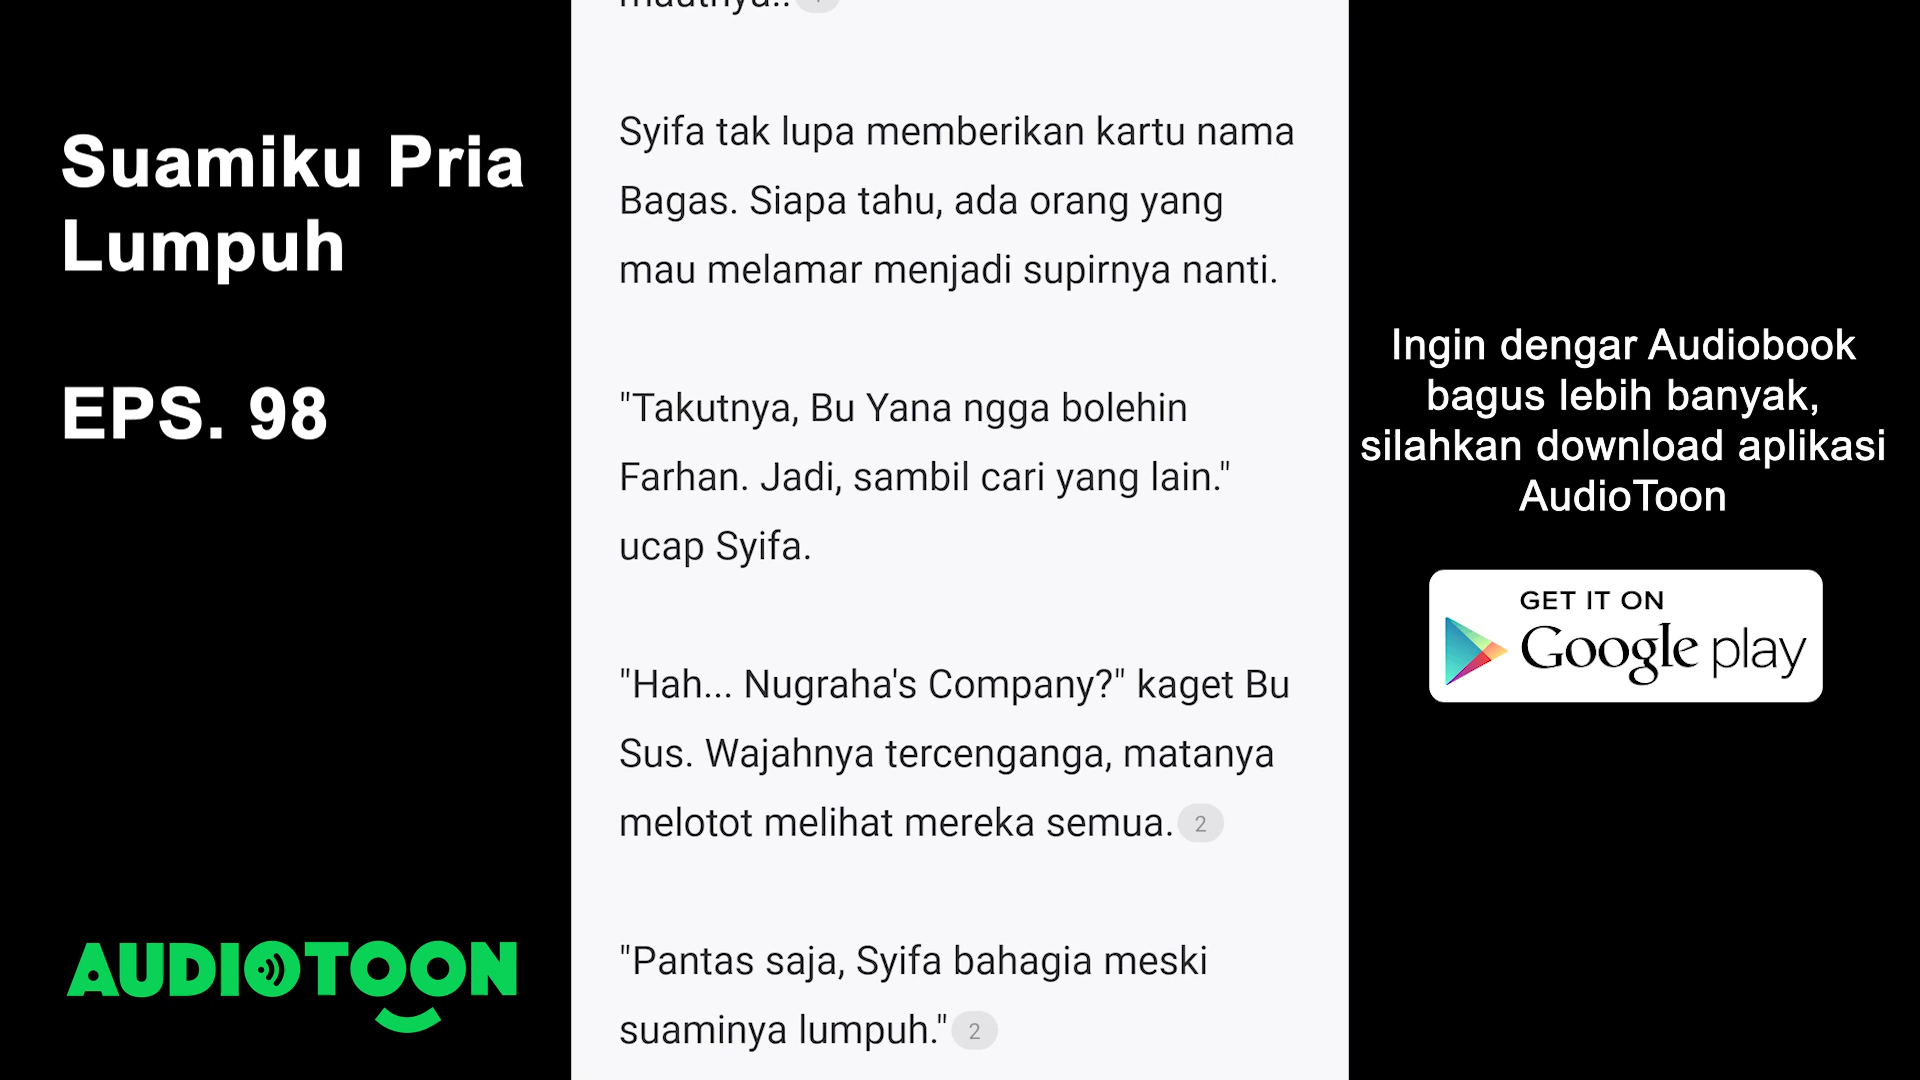 Suamiku Pria
Lumpuh
EPS. 98
AUDIOTOON
Syifa tak lupa memberikan kartu nama
Bagas. Siapa tahu, ada orang yang
mau melamar menjadi supirnya nanti.
"Takutnya, Bu Yana ngga bolehin
Farhan. Jadi, sambil cari yang lain."
ucap Syifa.
"Hah... Nugraha's Company?" kaget Bu
Sus. Wajahnya tercenganga, matanya
melotot melihat mereka semua. 2
"Pantas saja, Syifa bahagia meski
suaminya lumpuh." 2
Ingin dengar Audiobook
bagus lebih banyak,
silahkan download aplikasi
AudioToon
GET IT ON
Google play